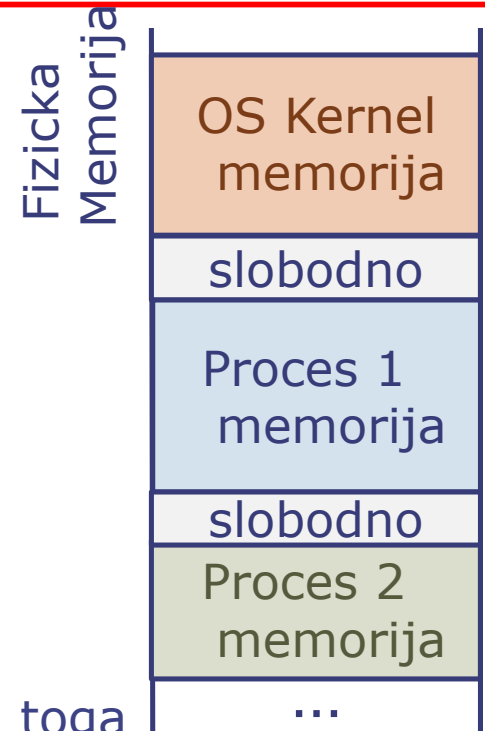 Fizicka
Memorija
OS Kernel
memorija
slobodno
Proces 1
memorija
slobodno
Proces 2
memorija
...
toga